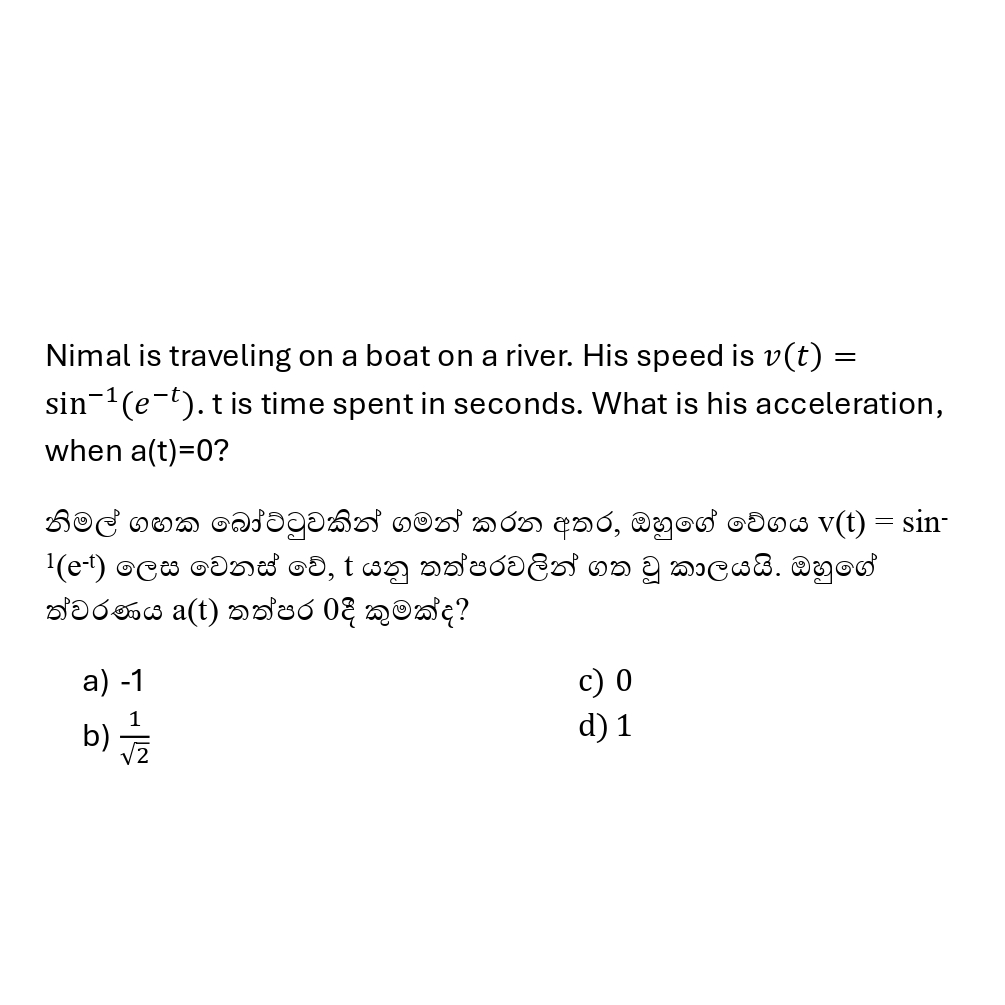 Nimal is traveling on a boat on a river. His speed is v(t) =
sin⁻¹(e⁻ᵗ). t is time spent in seconds. What is his acceleration,
when a(t)=0?
නිමල් ගඟක බෝට්ටුවකින් ගමන් කරන අතර, ඔහුගේ වේගය v(t) = sin⁻
¹(e⁻ᵗ) ලෙස වෙනස් වේ, t යනු තත්පරවලින් ගත වූ කාලයයි. ඔහුගේ
ත්වරණය a(t) තත්පර 0දී කුමක්ද?
a) -1
b) 1/√2
c) 0
d) 1